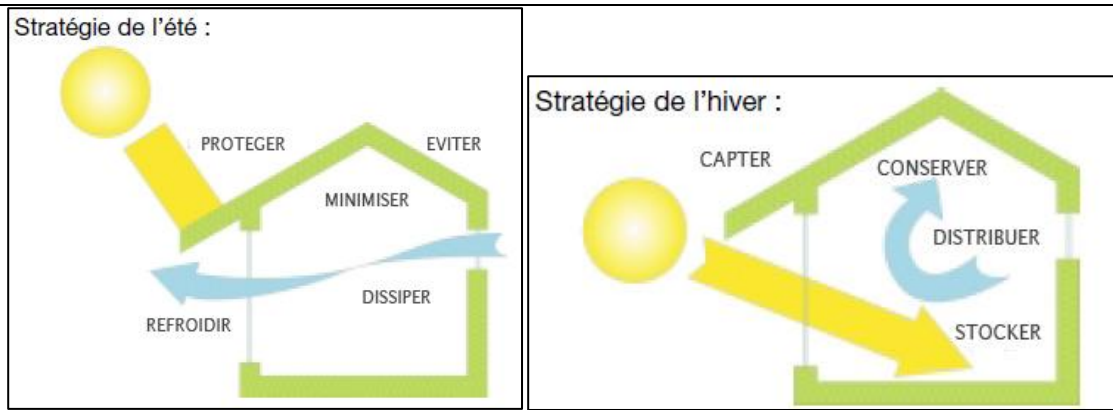 Stratégie de l'été :
PROTEGER
EVITER
MINIMISER
DISSIPER
REFROIDIR
Stratégie de l'hiver :
CAPTER
CONSERVER
DISTRIBUER
STOCKER